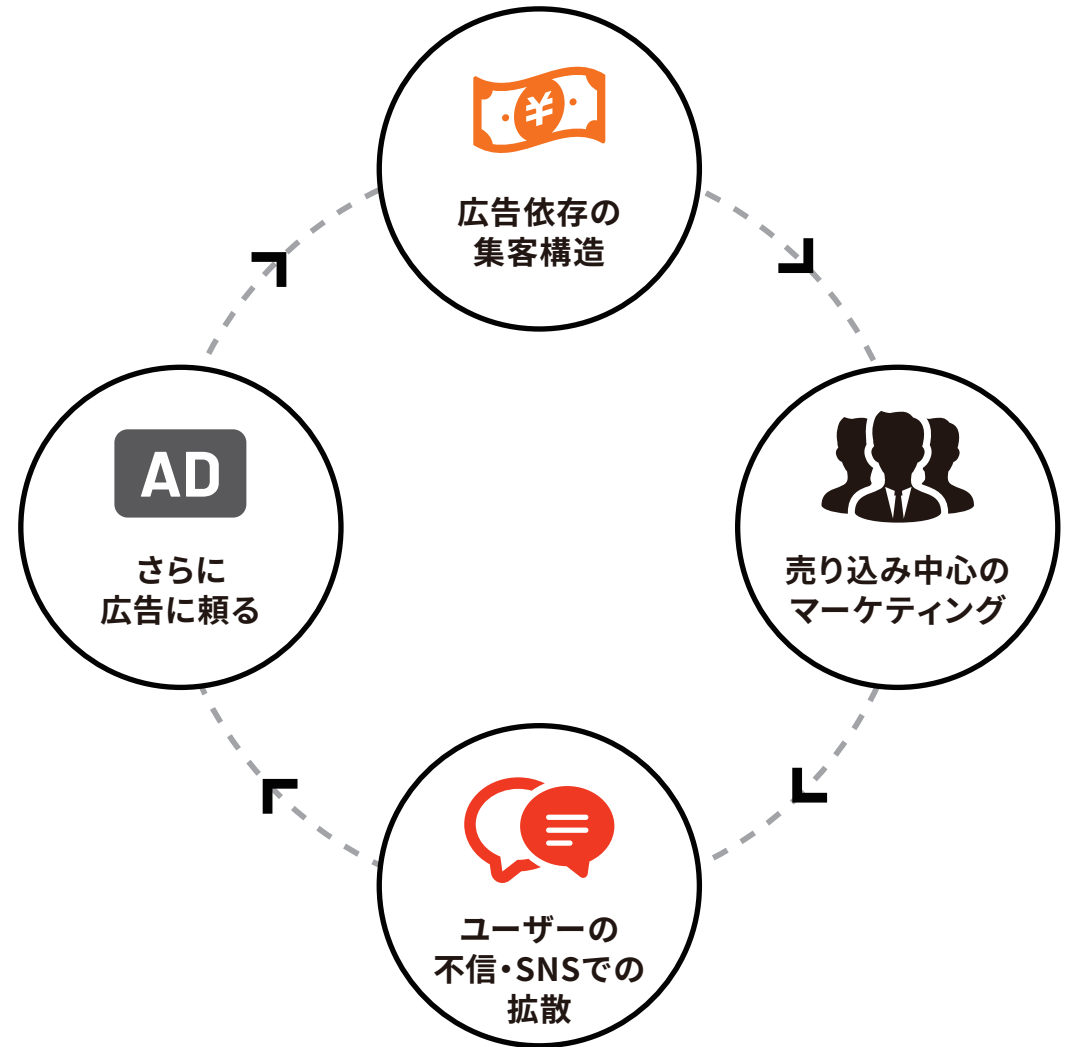 ¥
広告依存の
集客構造
売り込み中心の
マーケティング
ユーザーの
不信・SNSでの
拡散
AD
さらに
広告に頼る